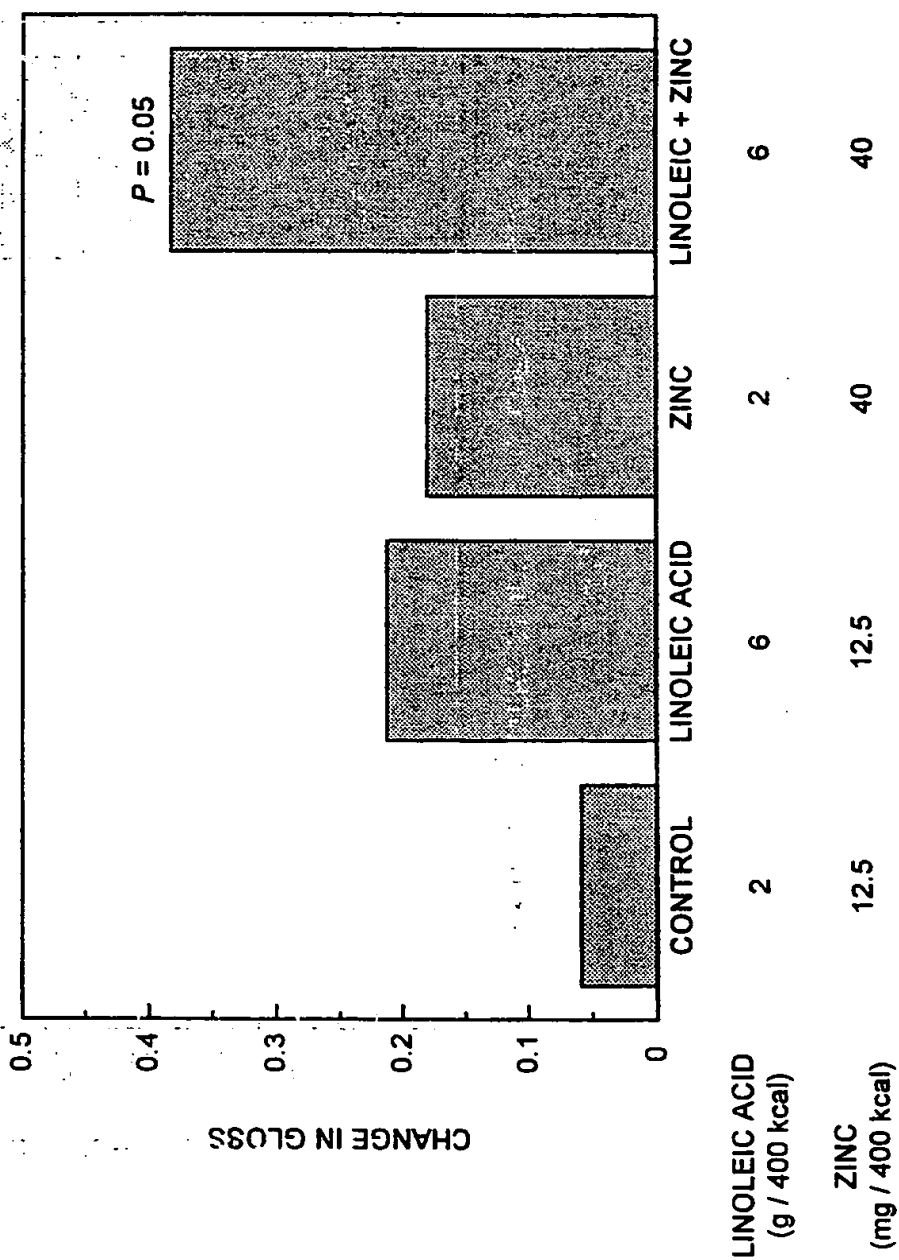 CHANGE IN GLOSS
0.5
0.4
0.3
0.2
0.1
0
P = 0.05
CONTROL LINOLEIC ACID ZINC LINOLEIC + ZINC
LINOLEIC ACID 2 6 2 6
(g / 400 kcal)
ZINC 12.5 12.5 40 40
(mg / 400 kcal)